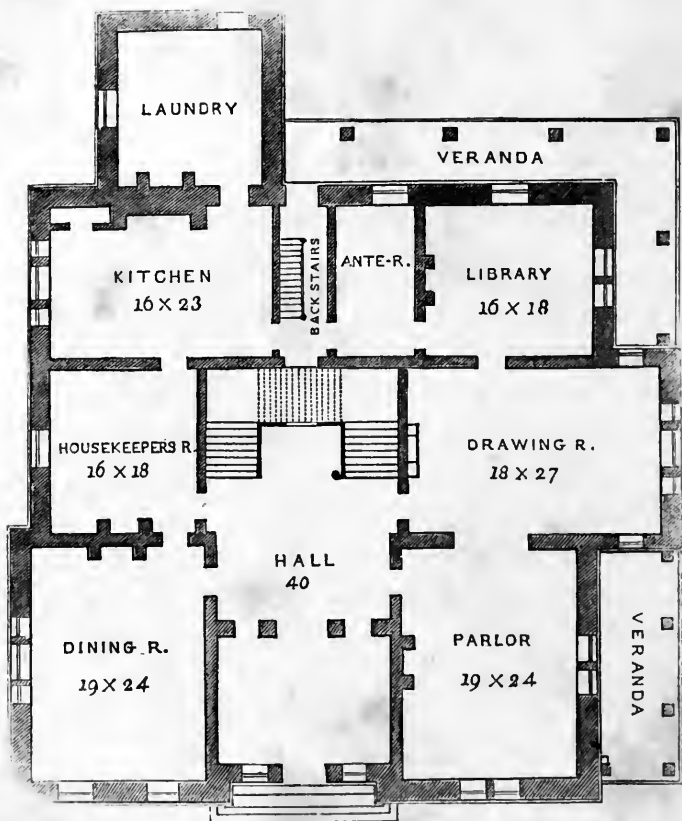 LAUNDRY
VERANDA
KITCHEN
16 X 23
BACK STAIRS
ANTE-R.
LIBRARY
16 X 18
HOUSEKEEPERS R.
16 X 18
DRAWING R.
18 X 27
HALL
40
DINING R.
19 X 24
PARLOR
19 X 24
VERANDA